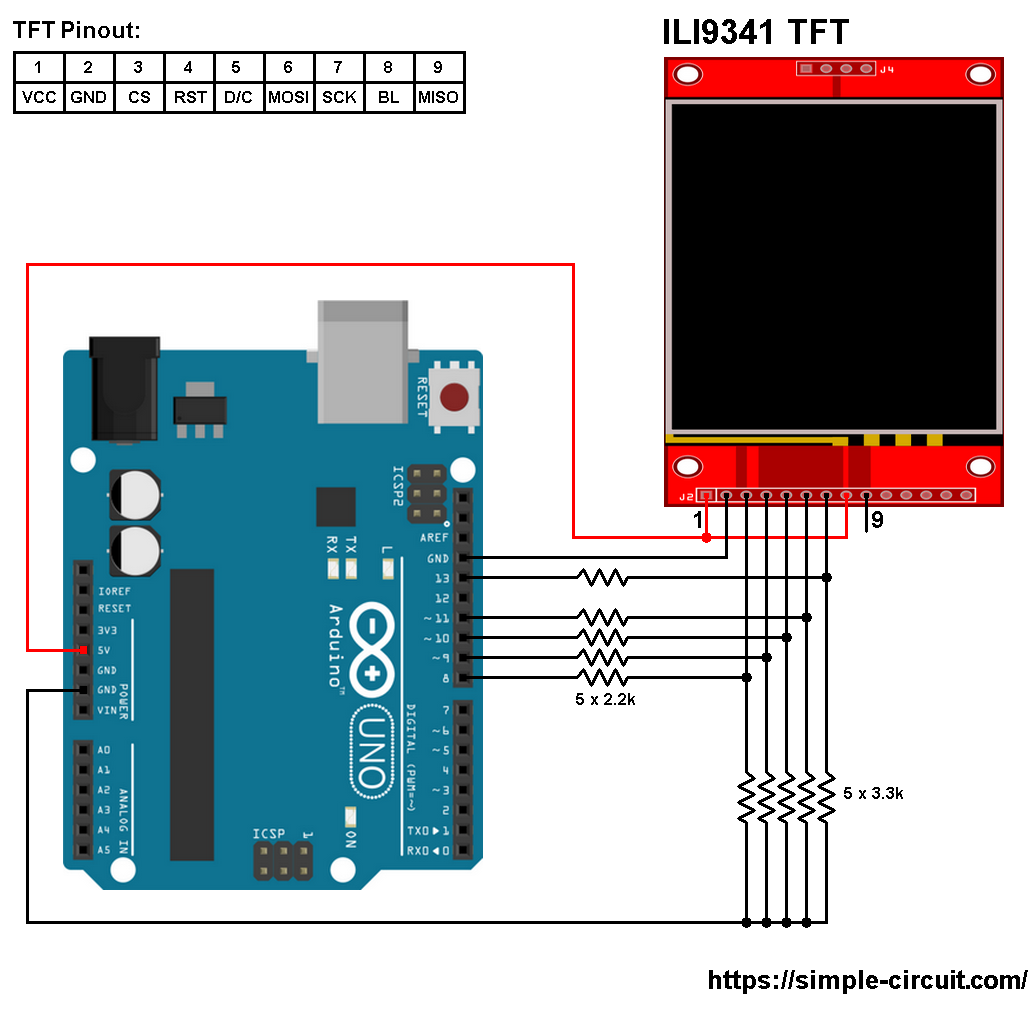 TFT Pinout:
1 2 3 4 5 6 7 8 9
VCC GND CS RST D/C MOSI SCK BL MISO
ILI9341 TFT
J4
J2
1
9
RESET
ICSP2
AREF
GND
13
12
~11
~10
~9
8
7
~6
~5
4
~3
2
TX0▶1
RX0◀0
RX
TX
L
Arduino™
UNO
DIGITAL (PWM=~)
IOREF
RESET
3V3
5V
GND
GND
VIN
POWER
A0
A1
A2
A3
A4
A5
ANALOG IN
ICSP
1
ON
5 x 2.2k
5 x 3.3k
https://simple-circuit.com/